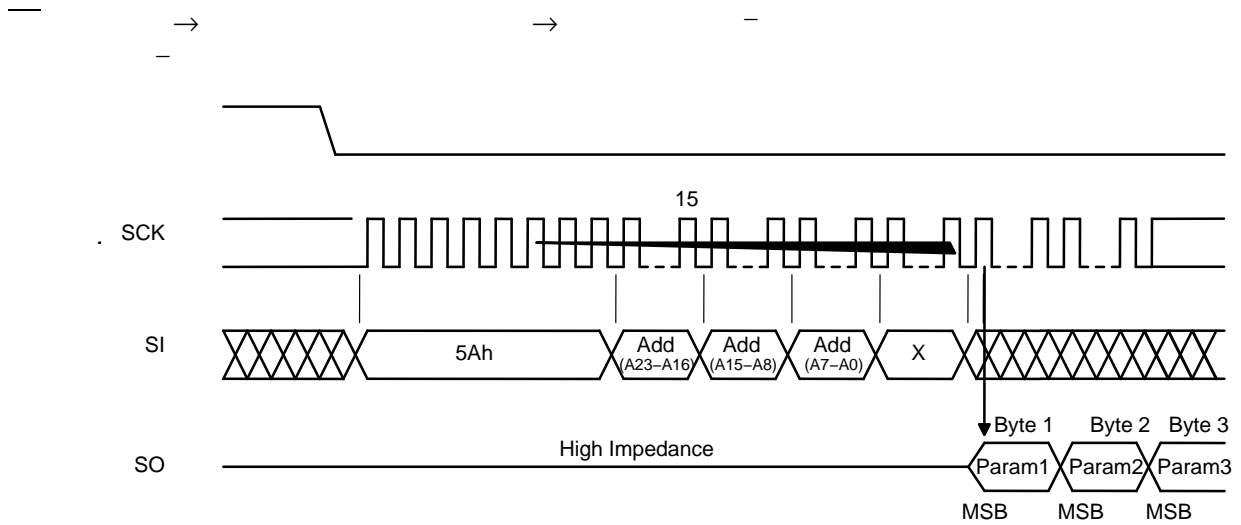 → → –
–
15
SCK
SI 5Ah Add (A23–A16) Add (A15–A8) Add (A7–A0) X
Byte 1 Byte 2 Byte 3
High Impedance
SO Param1 Param2 Param3
MSB MSB MSB